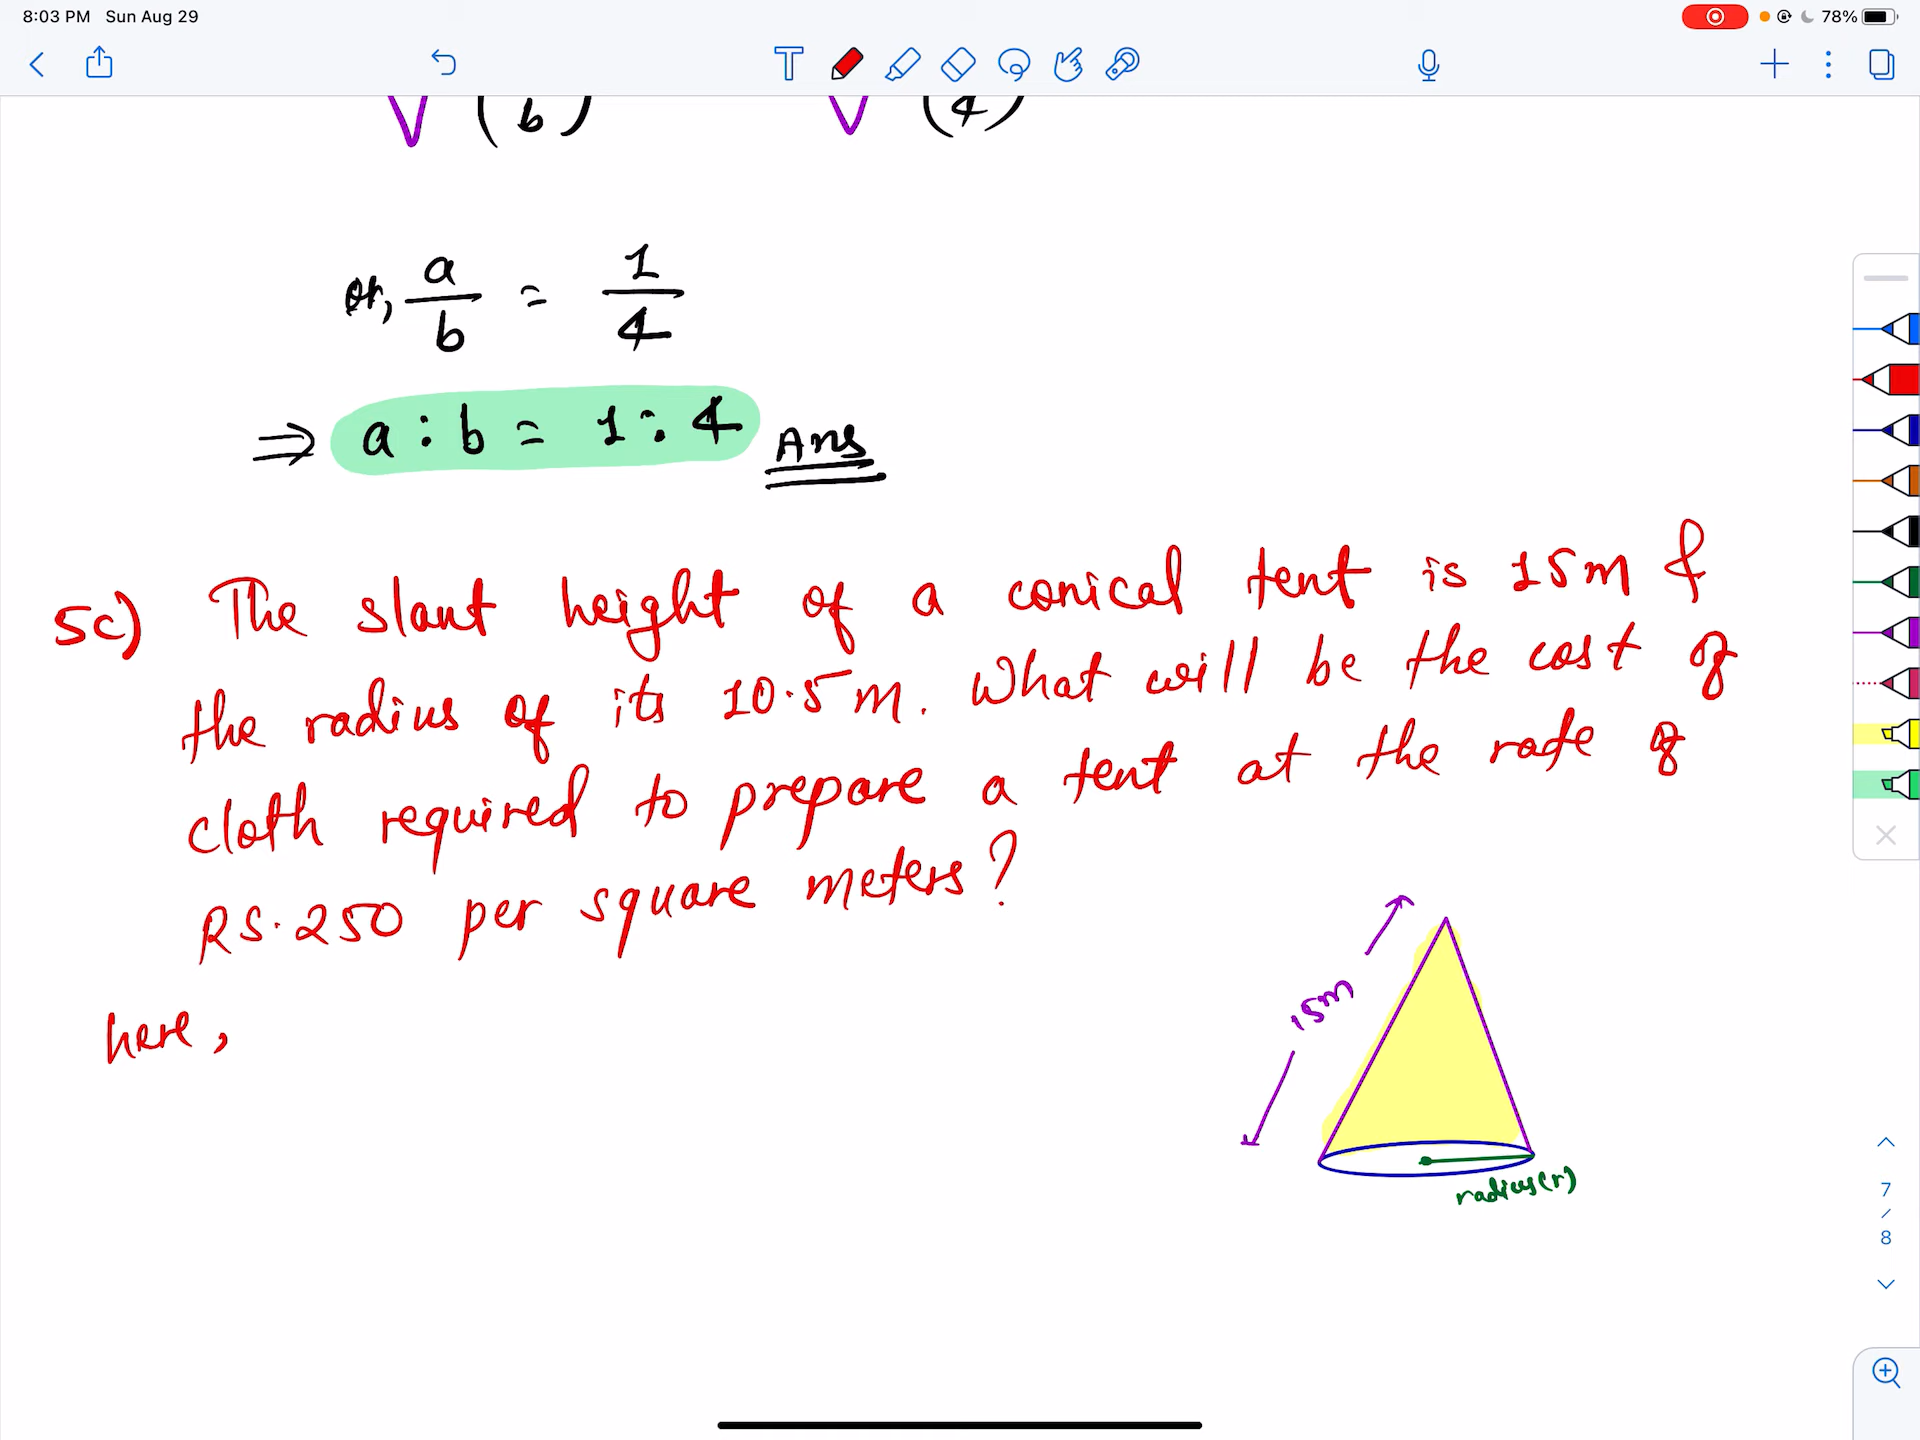 8:03 PM Sun Aug 29
78%
(b) (4)
or, a/b = 1/4
⇒ a : b = 1 : 4 Ans
5c) The slant height of a conical tent is 15m &
the radius of its 10.5m. What will be the cost of
cloth required to prepare a tent at the rate of
RS. 250 per square meters?
here,
15m
radius(r)
7
/
8